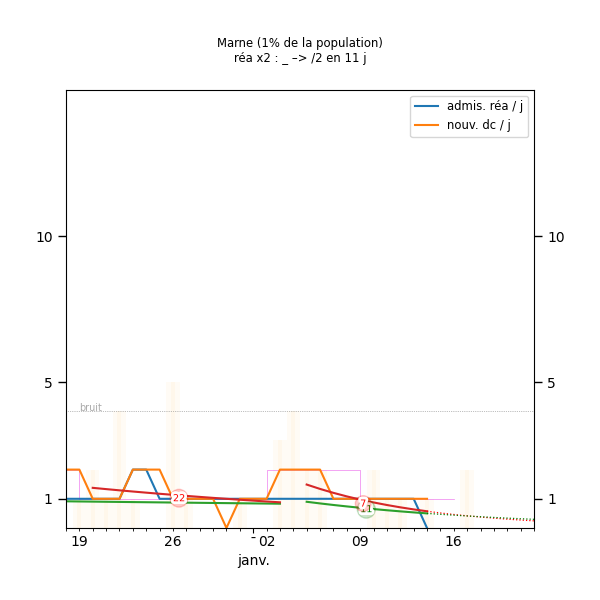 Marne (1% de la population)
réa x2 : _ –> /2 en 11 j
admis. réa / j
nouv. dc / j
10
10
5
5
bruit
-22
-7
1
1
19
26
02
09
16
janv.